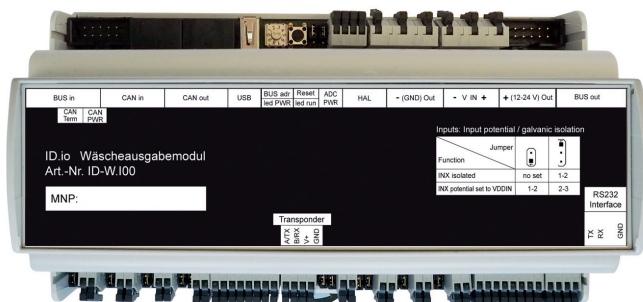 BUS in
CAN in
CAN out
USB
BUS adr
led PWR
Reset
led run
ADC
PWR
HAL
- (GND) Out
- V IN +
+ (12-24 V) Out
BUS out
CAN
Term
CAN
PWR
Inputs: Input potential / galvanic isolation
Jumper
Function
INX isolated no set 1-2
INX potential set to VDDIN 1-2 2-3
ID.io Wäscheausgabemodul
Art.-Nr. ID-W.I00
MNP:
RS232
Interface
TX
RX
GND
Transponder
A/TX
B/RX
V+
GND